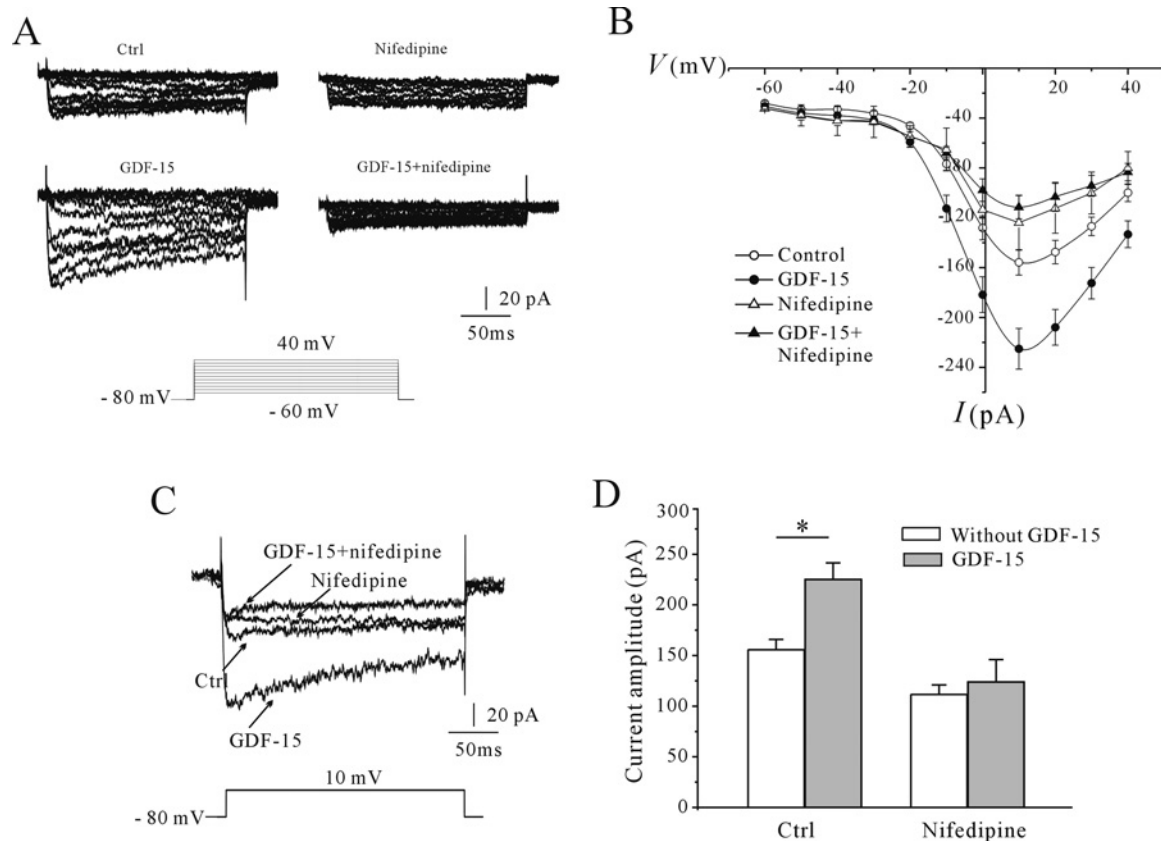 A
Ctrl
Nifedipine
GDF-15
GDF-15+nifedipine
20 pA
50ms
40 mV
- 80 mV
- 60 mV
B
V(mV)
-60 -40 -20 20 40
-40
-80
-120
-160
-200
-240
Control
GDF-15
Nifedipine
GDF-15+
Nifedipine
I(pA)
C
GDF-15+nifedipine
Nifedipine
Ctrl
GDF-15
20 pA
50ms
10 mV
- 80 mV
D
Current amplitude (pA)
300
250
200
150
100
50
0
*
Without GDF-15
GDF-15
Ctrl
Nifedipine